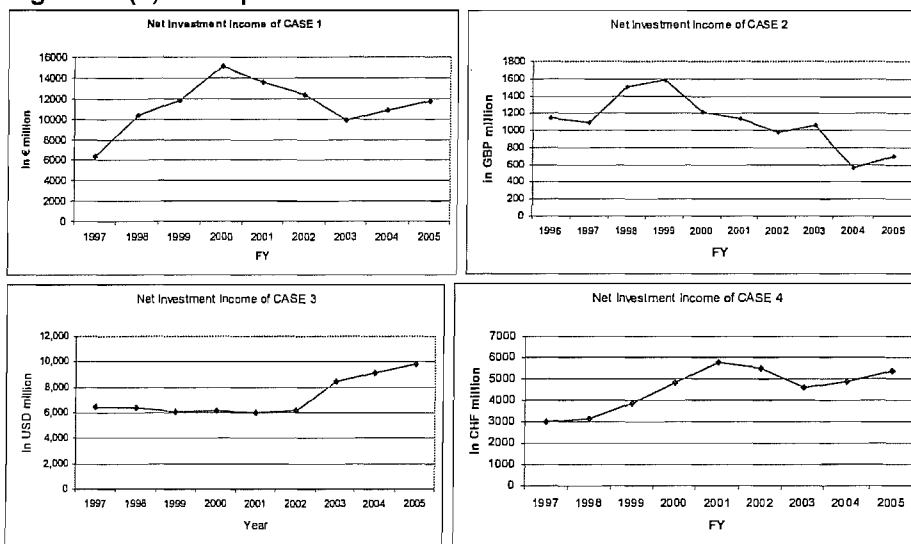 Net Investment Income of CASE 1
In € million
16000
14000
12000
10000
8000
6000
4000
2000
0
1997 1998 1999 2000 2001 2002 2003 2004 2005
FY
Net Investment Income of CASE 2
in GBP million
1800
1600
1400
1200
1000
800
600
400
200
0
1996 1997 1998 1999 2000 2001 2002 2003 2004 2005
FY
Net Investment Income of CASE 3
In USD million
12,000
10,000
8,000
6,000
4,000
2,000
0
1997 1998 1999 2000 2001 2002 2003 2004 2005
Year
Net Investment Income of CASE 4
In CHF million
7000
6000
5000
4000
3000
2000
1000
0
1997 1998 1999 2000 2001 2002 2003 2004 2005
FY